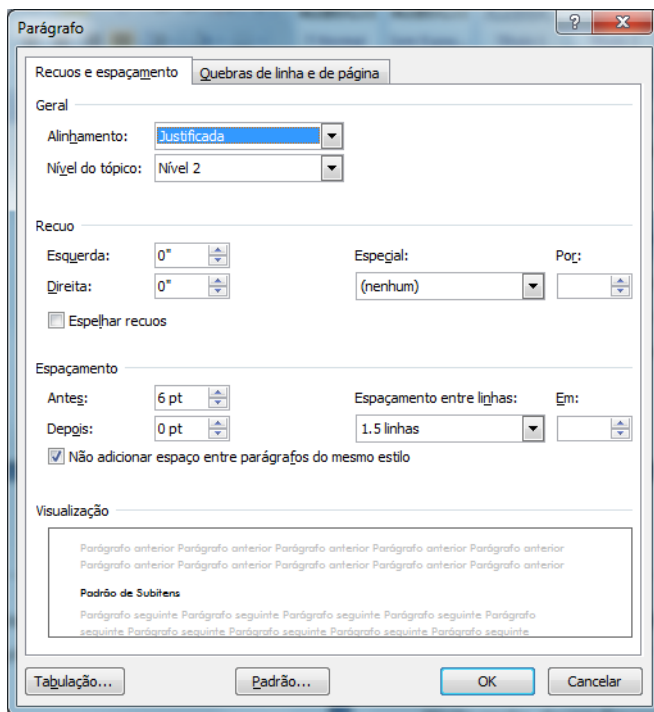 Parágrafo
?
Recuos e espaçamento Quebras de linha e de página
Geral
Alinhamento: Justificada
Nível do tópico: Nível 2
Recuo
Esquerda: 0" Especial: Por:
Direita: 0" (nenhum)
Espelhar recuos
Espaçamento
Antes: 6 pt Espaçamento entre linhas: Em:
Depois: 0 pt 1.5 linhas
Não adicionar espaço entre parágrafos do mesmo estilo
Visualização
Parágrafo anterior Parágrafo anterior Parágrafo anterior Parágrafo anterior Parágrafo anterior
Parágrafo anterior Parágrafo anterior Parágrafo anterior Parágrafo anterior Parágrafo anterior
Padrão de Subitens
Parágrafo seguinte Parágrafo seguinte Parágrafo seguinte Parágrafo seguinte Parágrafo
seguinte Parágrafo seguinte Parágrafo seguinte Parágrafo seguinte Parágrafo seguinte
Tabulação... Padrão... OK Cancelar